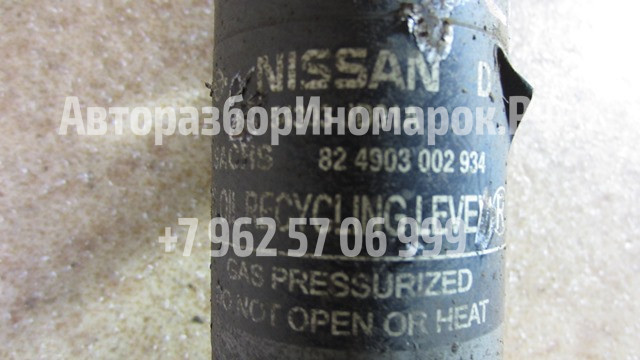 NISSAN D
АвторазборИномарок.Р
SACHS 82 4903 002 934
OIL RECYCLING LEVEL R
+7 962 57 06 999
GAS PRESSURIZED
DO NOT OPEN OR HEAT